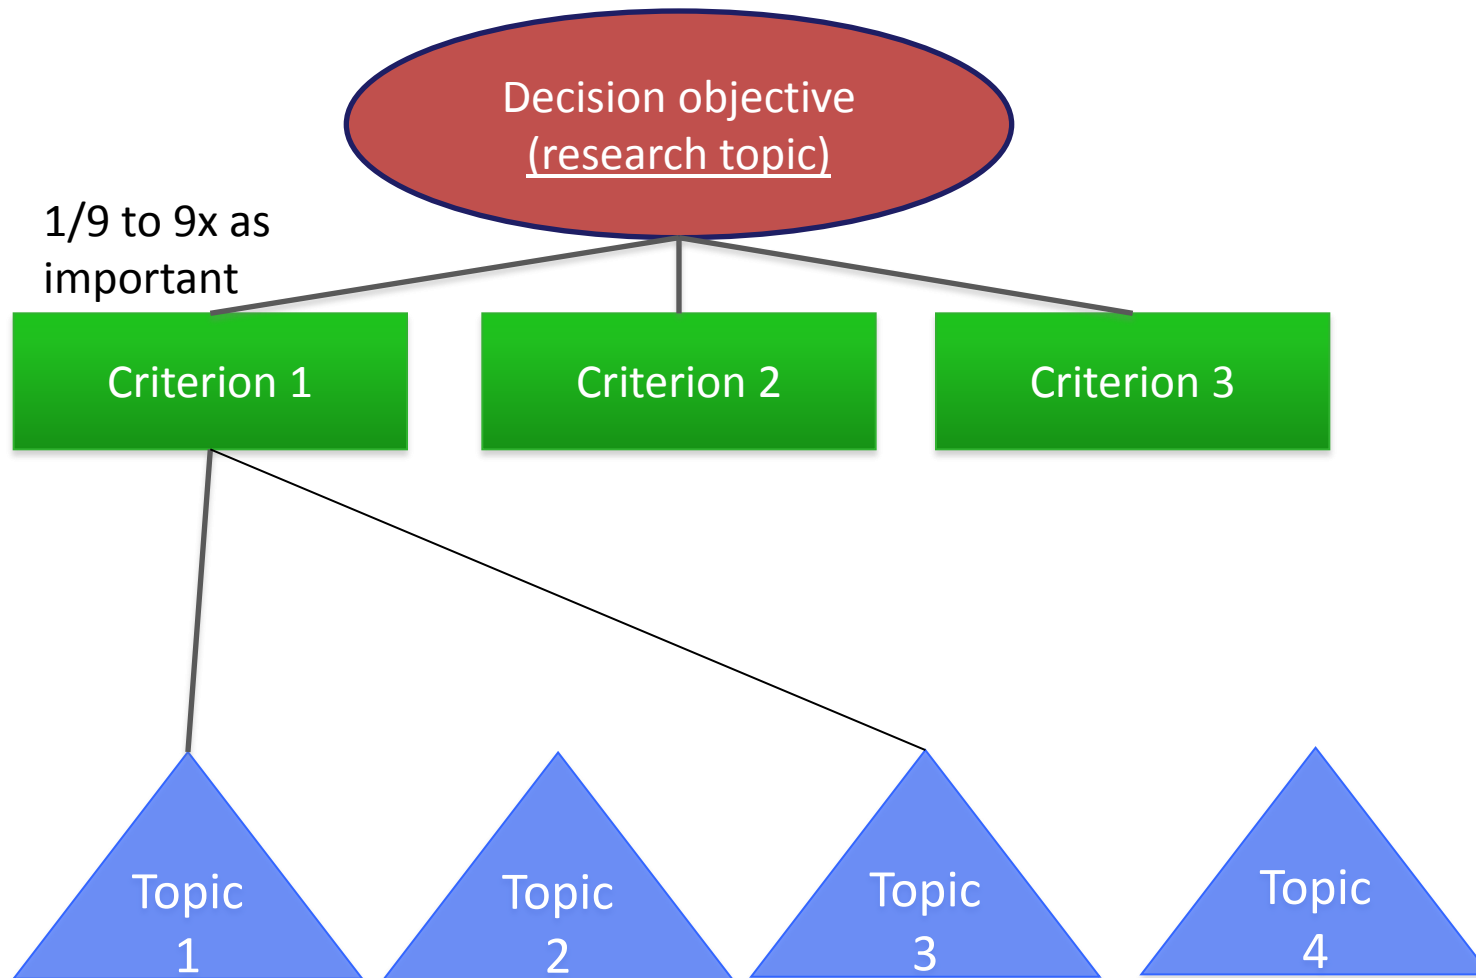 Decision objective
(research topic)
1/9 to 9x as
important
Criterion 1
Criterion 2
Criterion 3
Topic
1
Topic
2
Topic
3
Topic
4